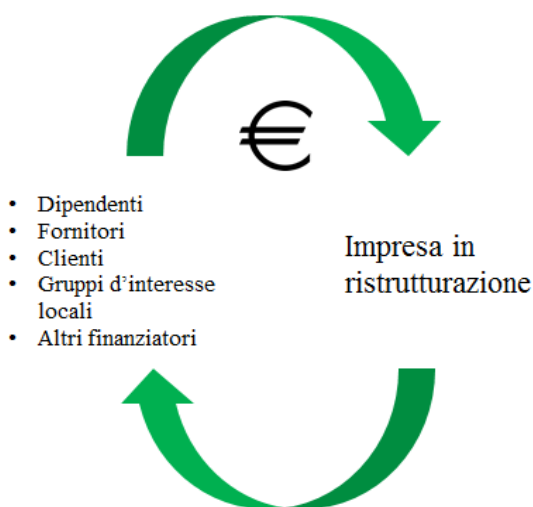 €
• Dipendenti
• Fornitori
• Clienti
• Gruppi d’interesse
locali
• Altri finanziatori
Impresa in
ristrutturazione